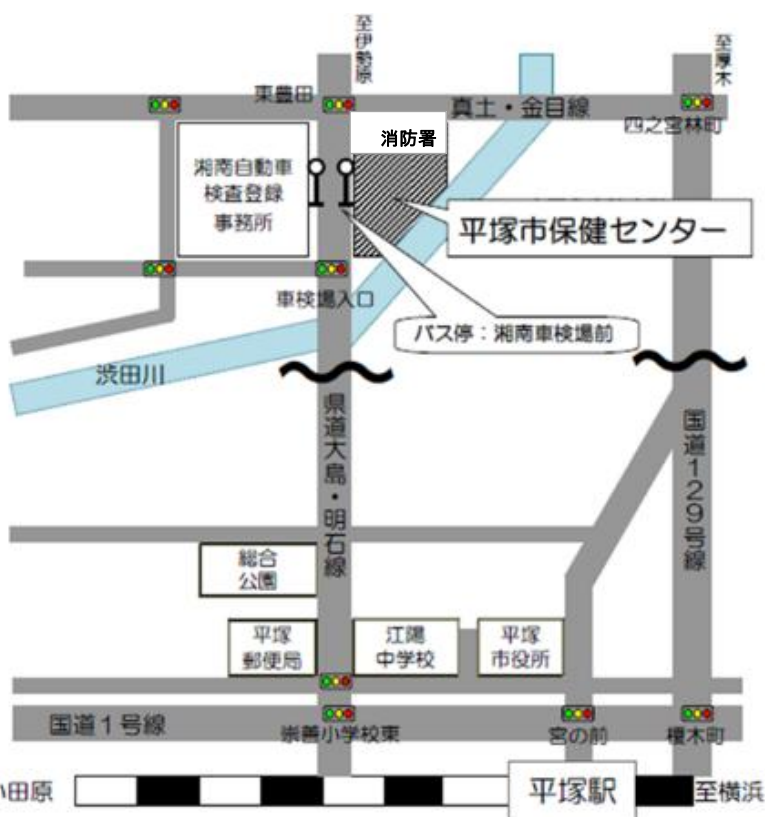 至伊勢原
至厚木
東豊田
真土・金目線
四之宮林町
消防署
湘南自動車
検査登録
事務所
平塚市保健センター
車検場入口
バス停：湘南車検場前
渋田川
県道大島・明石線
国道129号線
総合
公園
平塚
郵便局
江陽
中学校
平塚
市役所
国道1号線
崇善小学校東
宮の前
榎木町
小田原
平塚駅
至横浜